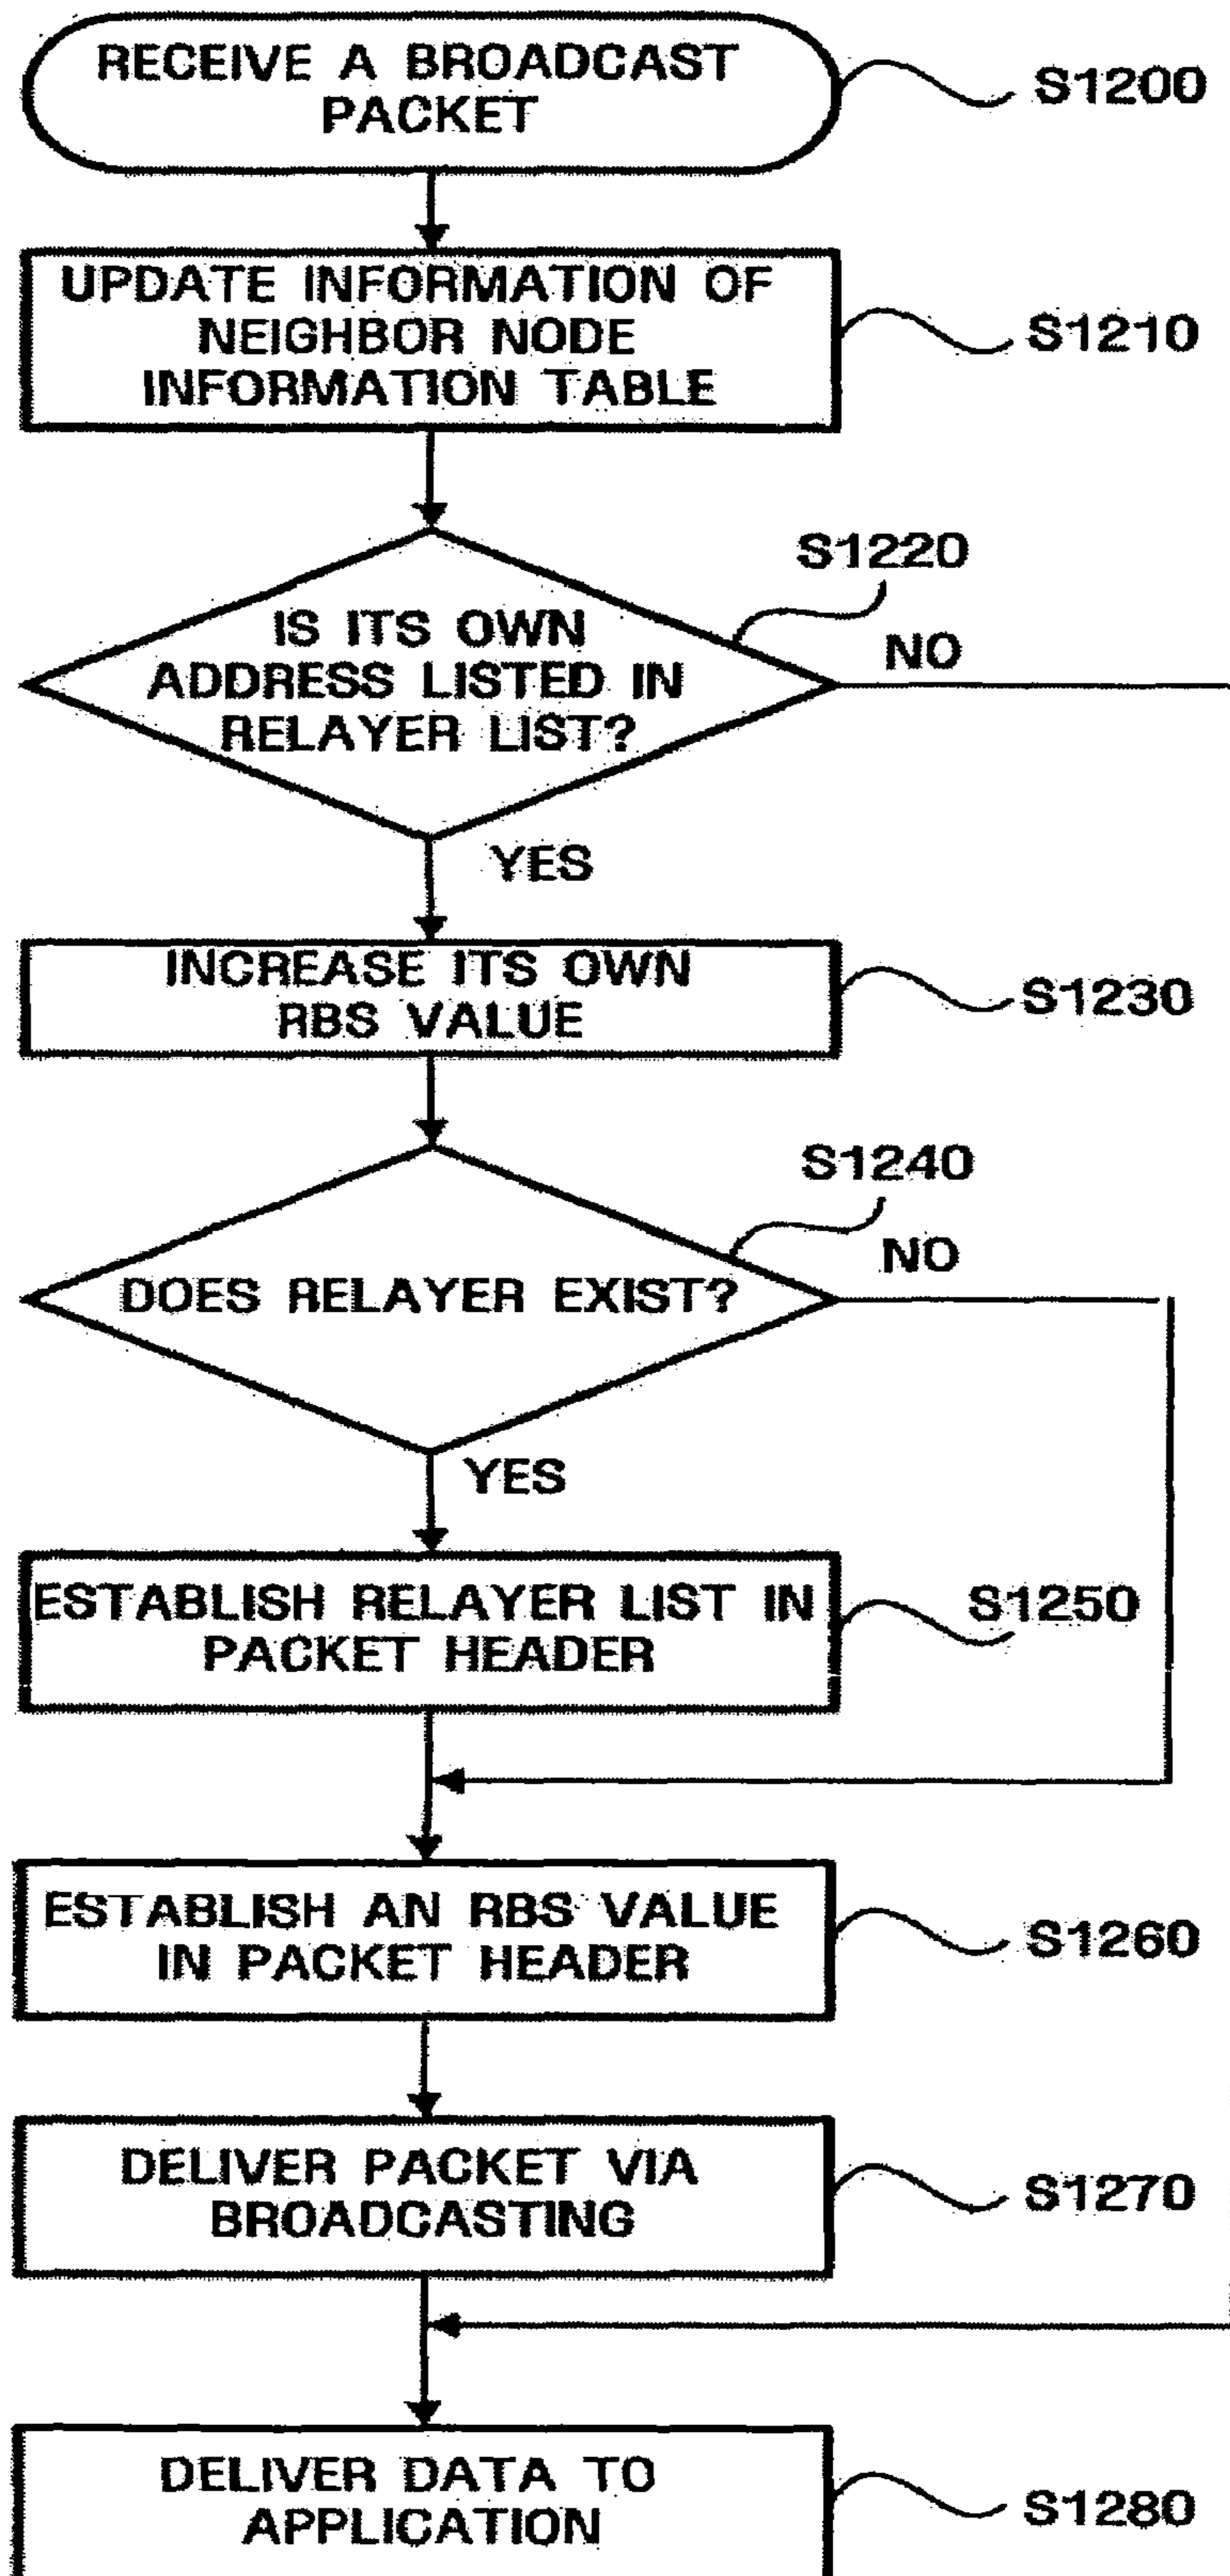 RECEIVE A BROADCAST
PACKET
S1200
UPDATE INFORMATION OF
NEIGHBOR NODE
INFORMATION TABLE
S1210
S1220
IS ITS OWN
ADDRESS LISTED IN
RELAYER LIST?
NO
YES
INCREASE ITS OWN
RBS VALUE
S1230
S1240
NO
DOES RELAYER EXIST?
YES
ESTABLISH RELAYER LIST IN
PACKET HEADER
S1250
ESTABLISH AN RBS VALUE
IN PACKET HEADER
S1260
DELIVER PACKET VIA
BROADCASTING
S1270
DELIVER DATA TO
APPLICATION
S1280